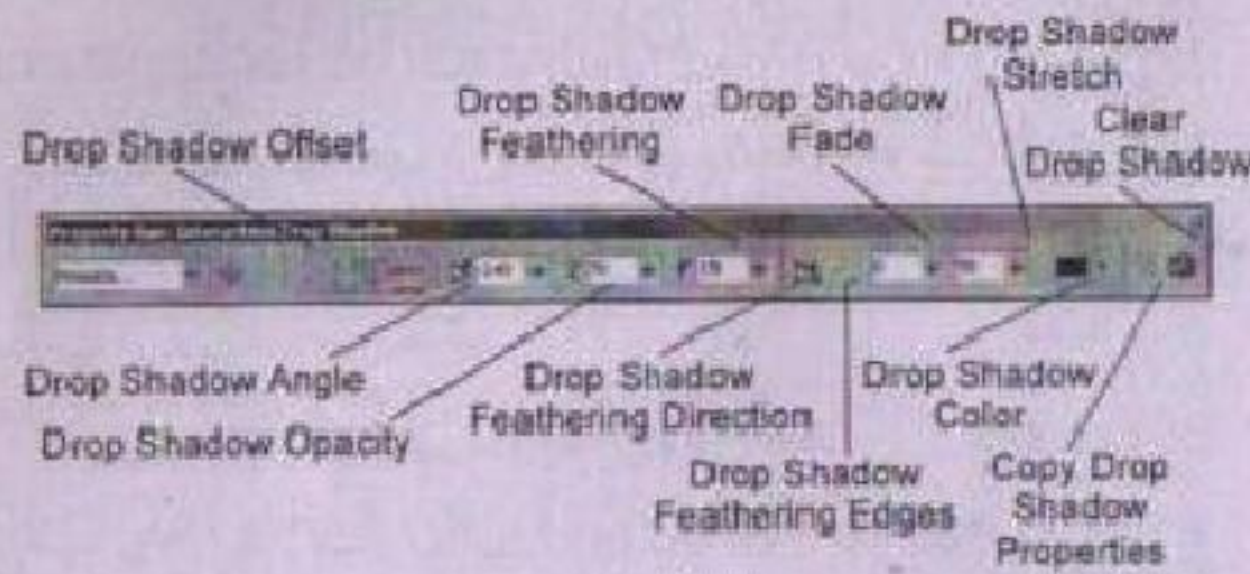 Drop Shadow
Stretch
Drop Shadow
Feathering
Drop Shadow
Fade
Clear
Drop Shadow
Drop Shadow Offset
Drop Shadow Angle
Drop Shadow Opacity
Drop Shadow
Feathering Direction
Drop Shadow
Color
Drop Shadow
Feathering Edges
Copy Drop
Shadow
Properties